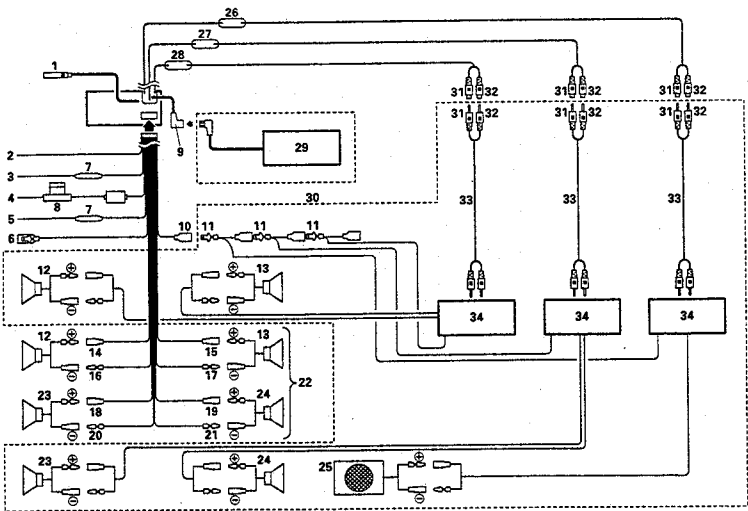 26
27
28
1
31 32 31 32 31 32
31 32 31 32 31 32
9 *
29
2
3 7
4 8
5 7
6 10 11 11 11
30
33 33 33
12 ⊕ ⊖ ⊕ 13 ⊖
34 34 34
12 ⊕ 14 15 ⊕ 13
16 ⊖ 17 ⊖
22
23 ⊕ 18 19 ⊕ 24
20 ⊖ 21 ⊖
23 ⊕ ⊖ ⊕ 24 ⊖
25 ⊕ ⊖